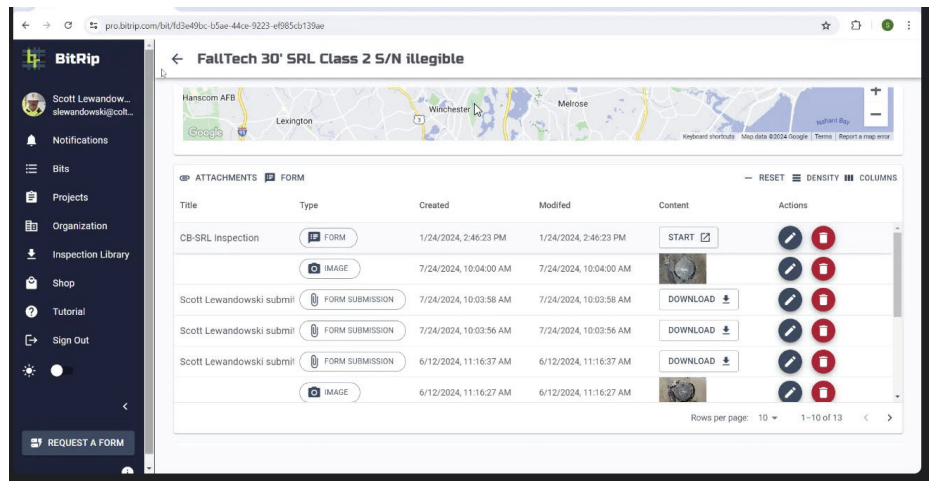 pro.bitrip.com/bit/fd3e49bc-b5ae-44ce-9223-ef985cb139ae
S
BitRip
FallTech 30' SRL Class 2 S/N illegible
Scott Lewandow...
slewandowski@colt...
Notifications
Bits
Projects
Organization
Inspection Library
Shop
Tutorial
Sign Out
REQUEST A FORM
Hanscom AFB
Lexington
Winchester
3
Melrose
Nahant Bay
Google
Keyboard shortcuts Map data ©2024 Google Terms Report a map error
ATTACHMENTS FORM
RESET DENSITY COLUMNS
Title Type Created Modifed Content Actions
CB-SRL Inspection FORM 1/24/2024, 2:46:23 PM 1/24/2024, 2:46:23 PM START
IMAGE 7/24/2024, 10:04:00 AM 7/24/2024, 10:04:00 AM
Scott Lewandowski submit FORM SUBMISSION 7/24/2024, 10:03:58 AM 7/24/2024, 10:03:58 AM DOWNLOAD
Scott Lewandowski submit FORM SUBMISSION 7/24/2024, 10:03:56 AM 7/24/2024, 10:03:56 AM DOWNLOAD
Scott Lewandowski submit FORM SUBMISSION 6/12/2024, 11:16:37 AM 6/12/2024, 11:16:37 AM DOWNLOAD
IMAGE 6/12/2024, 11:16:27 AM 6/12/2024, 11:16:27 AM
Rows per page: 10 1–10 of 13